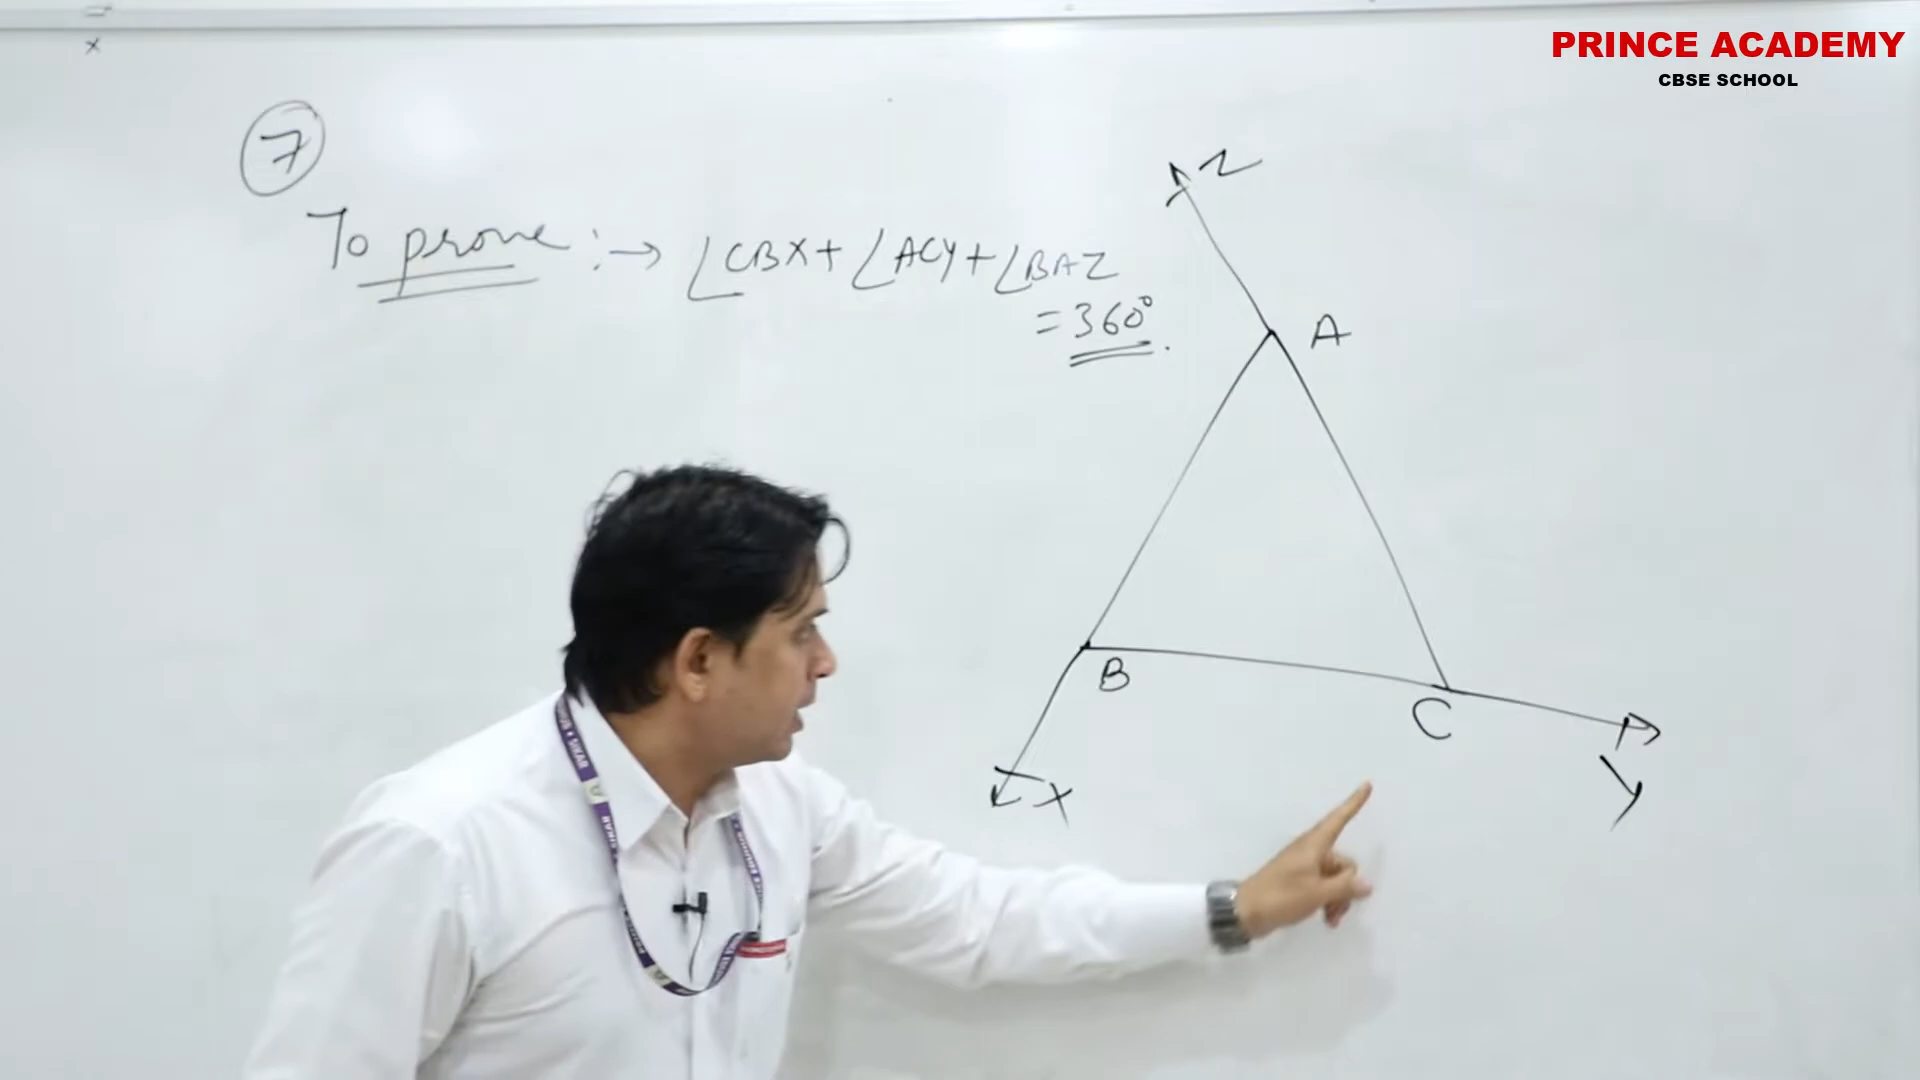 PRINCE ACADEMY
CBSE SCHOOL
x
7
To prove :→ ∠CBX + ∠ACY + ∠BAZ
= 360°.
Z
A
B
C
X
Y